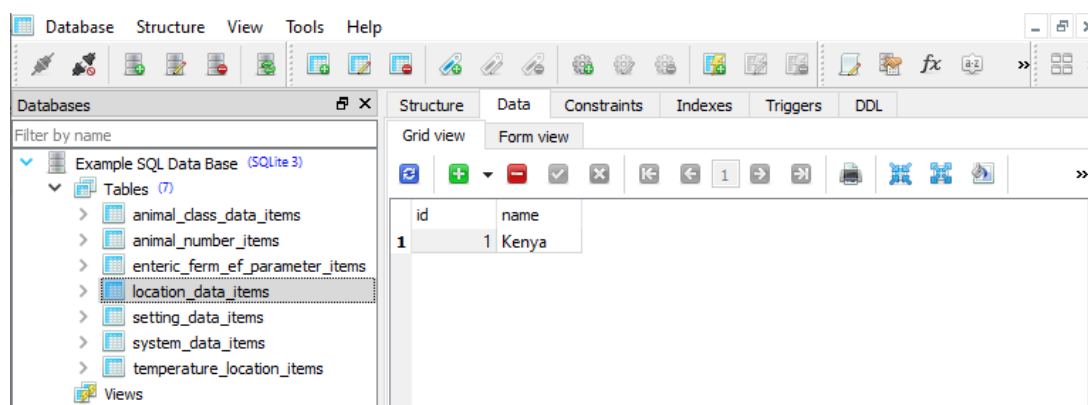 Database Structure View Tools Help
fx a·z »
Databases
Filter by name
Example SQL Data Base (SQLite 3)
Tables (7)
animal_class_data_items
animal_number_items
enteric_ferm_ef_parameter_items
location_data_items
setting_data_items
system_data_items
temperature_location_items
Views
Structure Data Constraints Indexes Triggers DDL
Grid view Form view
1 »
id name
1 1 Kenya